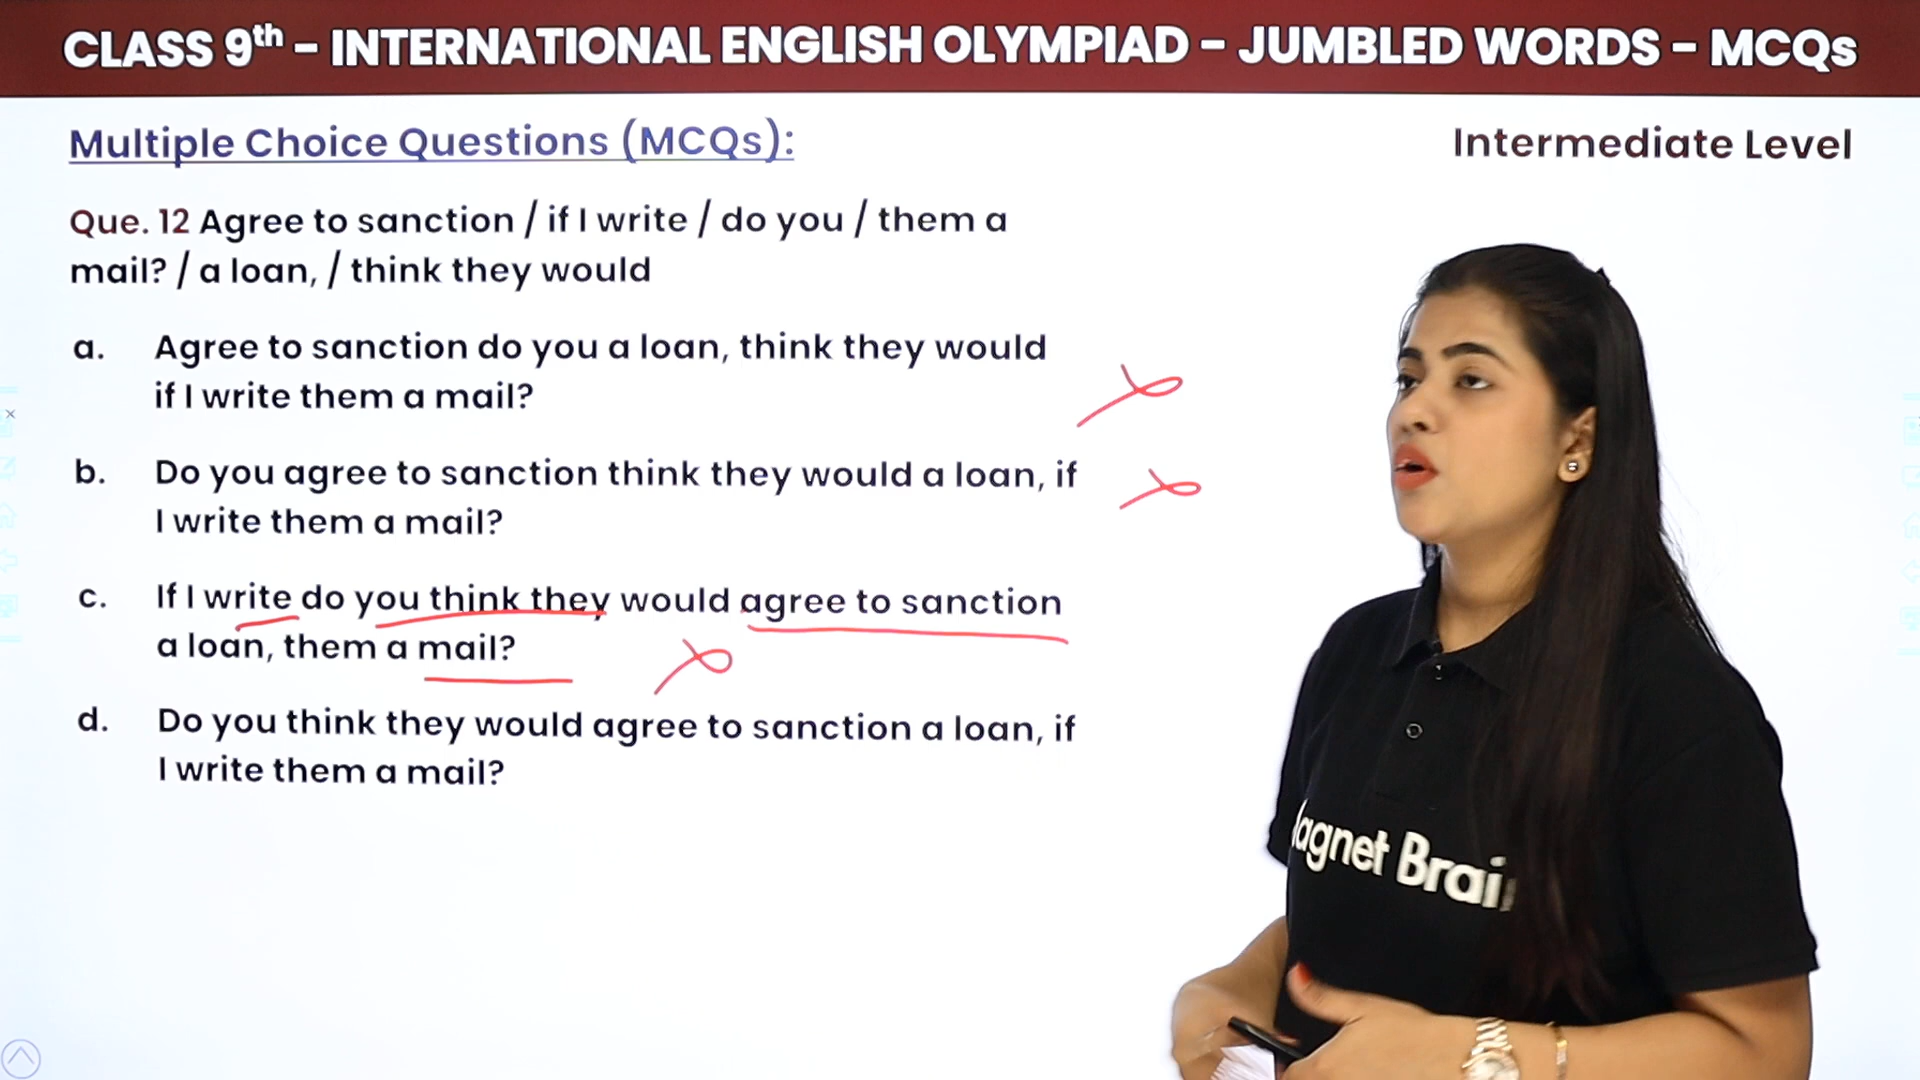 CLASS 9th – INTERNATIONAL ENGLISH OLYMPIAD – JUMBLED WORDS – MCQs
Multiple Choice Questions (MCQs):
Intermediate Level
Que. 12 Agree to sanction / if I write / do you / them a
mail? / a loan, / think they would
a. Agree to sanction do you a loan, think they would
if I write them a mail?
b. Do you agree to sanction think they would a loan, if
I write them a mail?
c. If I write do you think they would agree to sanction
a loan, them a mail?
d. Do you think they would agree to sanction a loan, if
I write them a mail?
agnet Brai